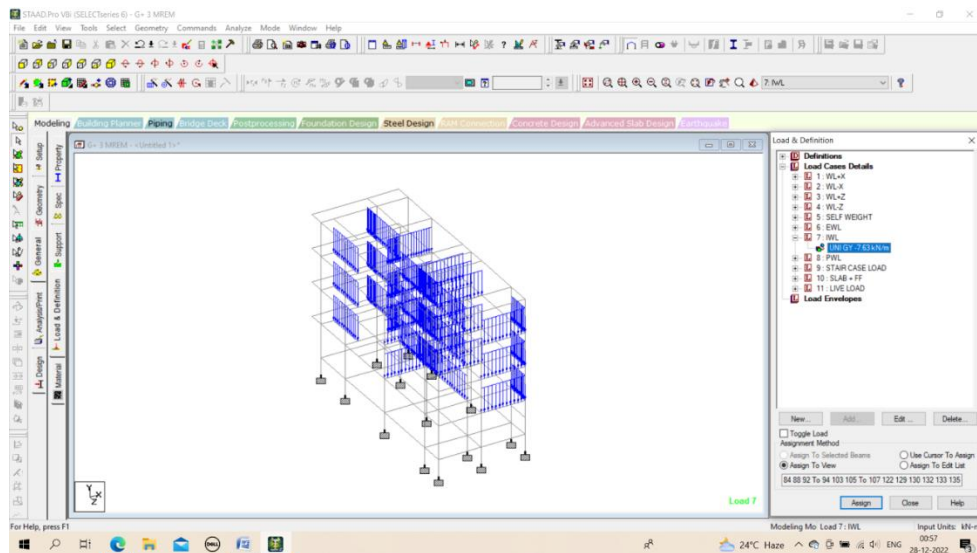 STAAD.Pro V8i (SELECTseries 6) - G+ 3 MREM
File Edit View Tools Select Geometry Commands Analyze Mode Window Help
7: IWL
Modeling Building Planner Piping Bridge Deck Postprocessing Foundation Design Steel Design RAM Connection Concrete Design Advanced Slab Design Earthquake
Setup
Geometry
General
Analysis/Print
Design
Property
Spec
Support
Load & Definition
Material
G+ 3 MREM - <Untitled 1>*
Y
X
Z
Load 7
Load & Definition
Definitions
Load Cases Details
1 : WL+X
2 : WL-X
3 : WL+Z
4 : WL-Z
5 : SELF WEIGHT
6 : EWL
7 : IWL
UNI GY -7.63 kN/m
8 : PWL
9 : STAIR CASE LOAD
10 : SLAB + FF
11 : LIVE LOAD
Load Envelopes
New... Add... Edit ... Delete...
Toggle Load
Assignment Method
Assign To Selected Beams Use Cursor To Assign
Assign To View Assign To Edit List
84 88 92 To 94 103 105 To 107 122 129 130 132 133 135
Assign Close Help
For Help, press F1
Modeling Mo Load 7 : IWL Input Units: kN-m
DELL
24°C Haze ENG 00:57
28-12-2022